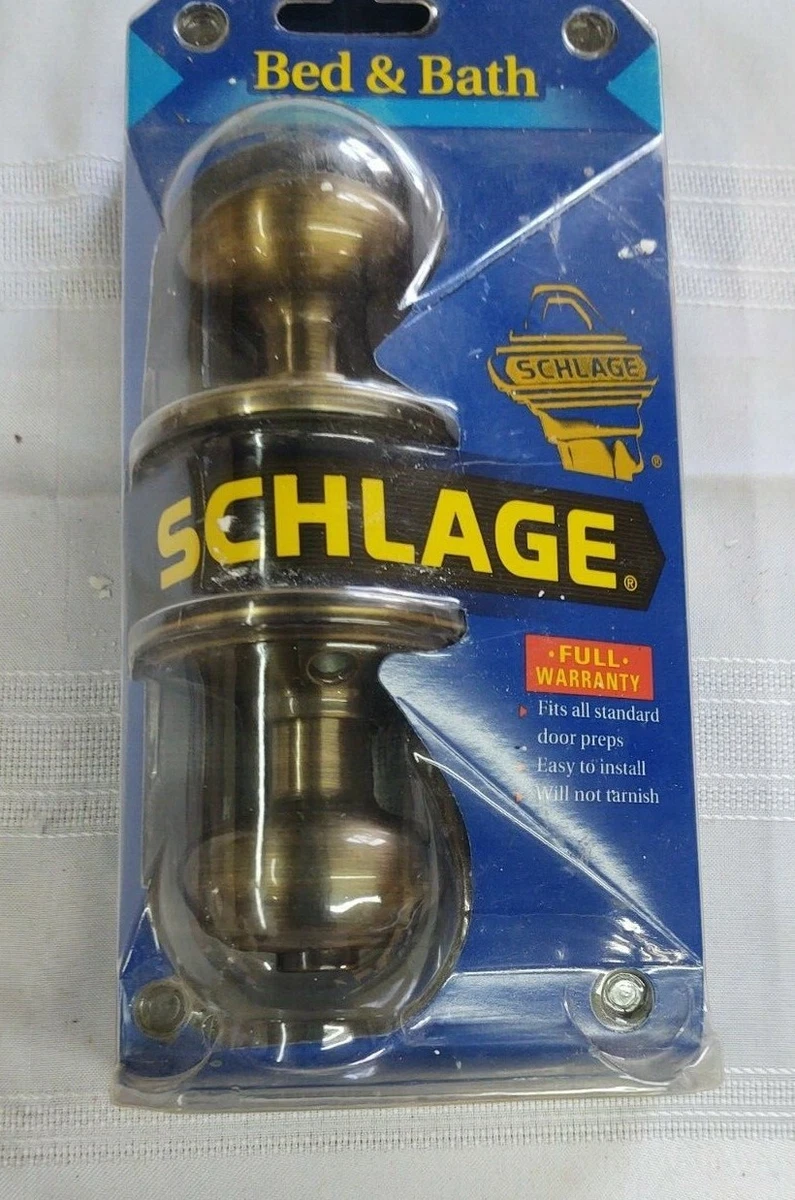 Bed & Bath
SCHLAGE
®
SCHLAGE®
·FULL·
WARRANTY
Fits all standard
door preps
Easy to install
Will not tarnish